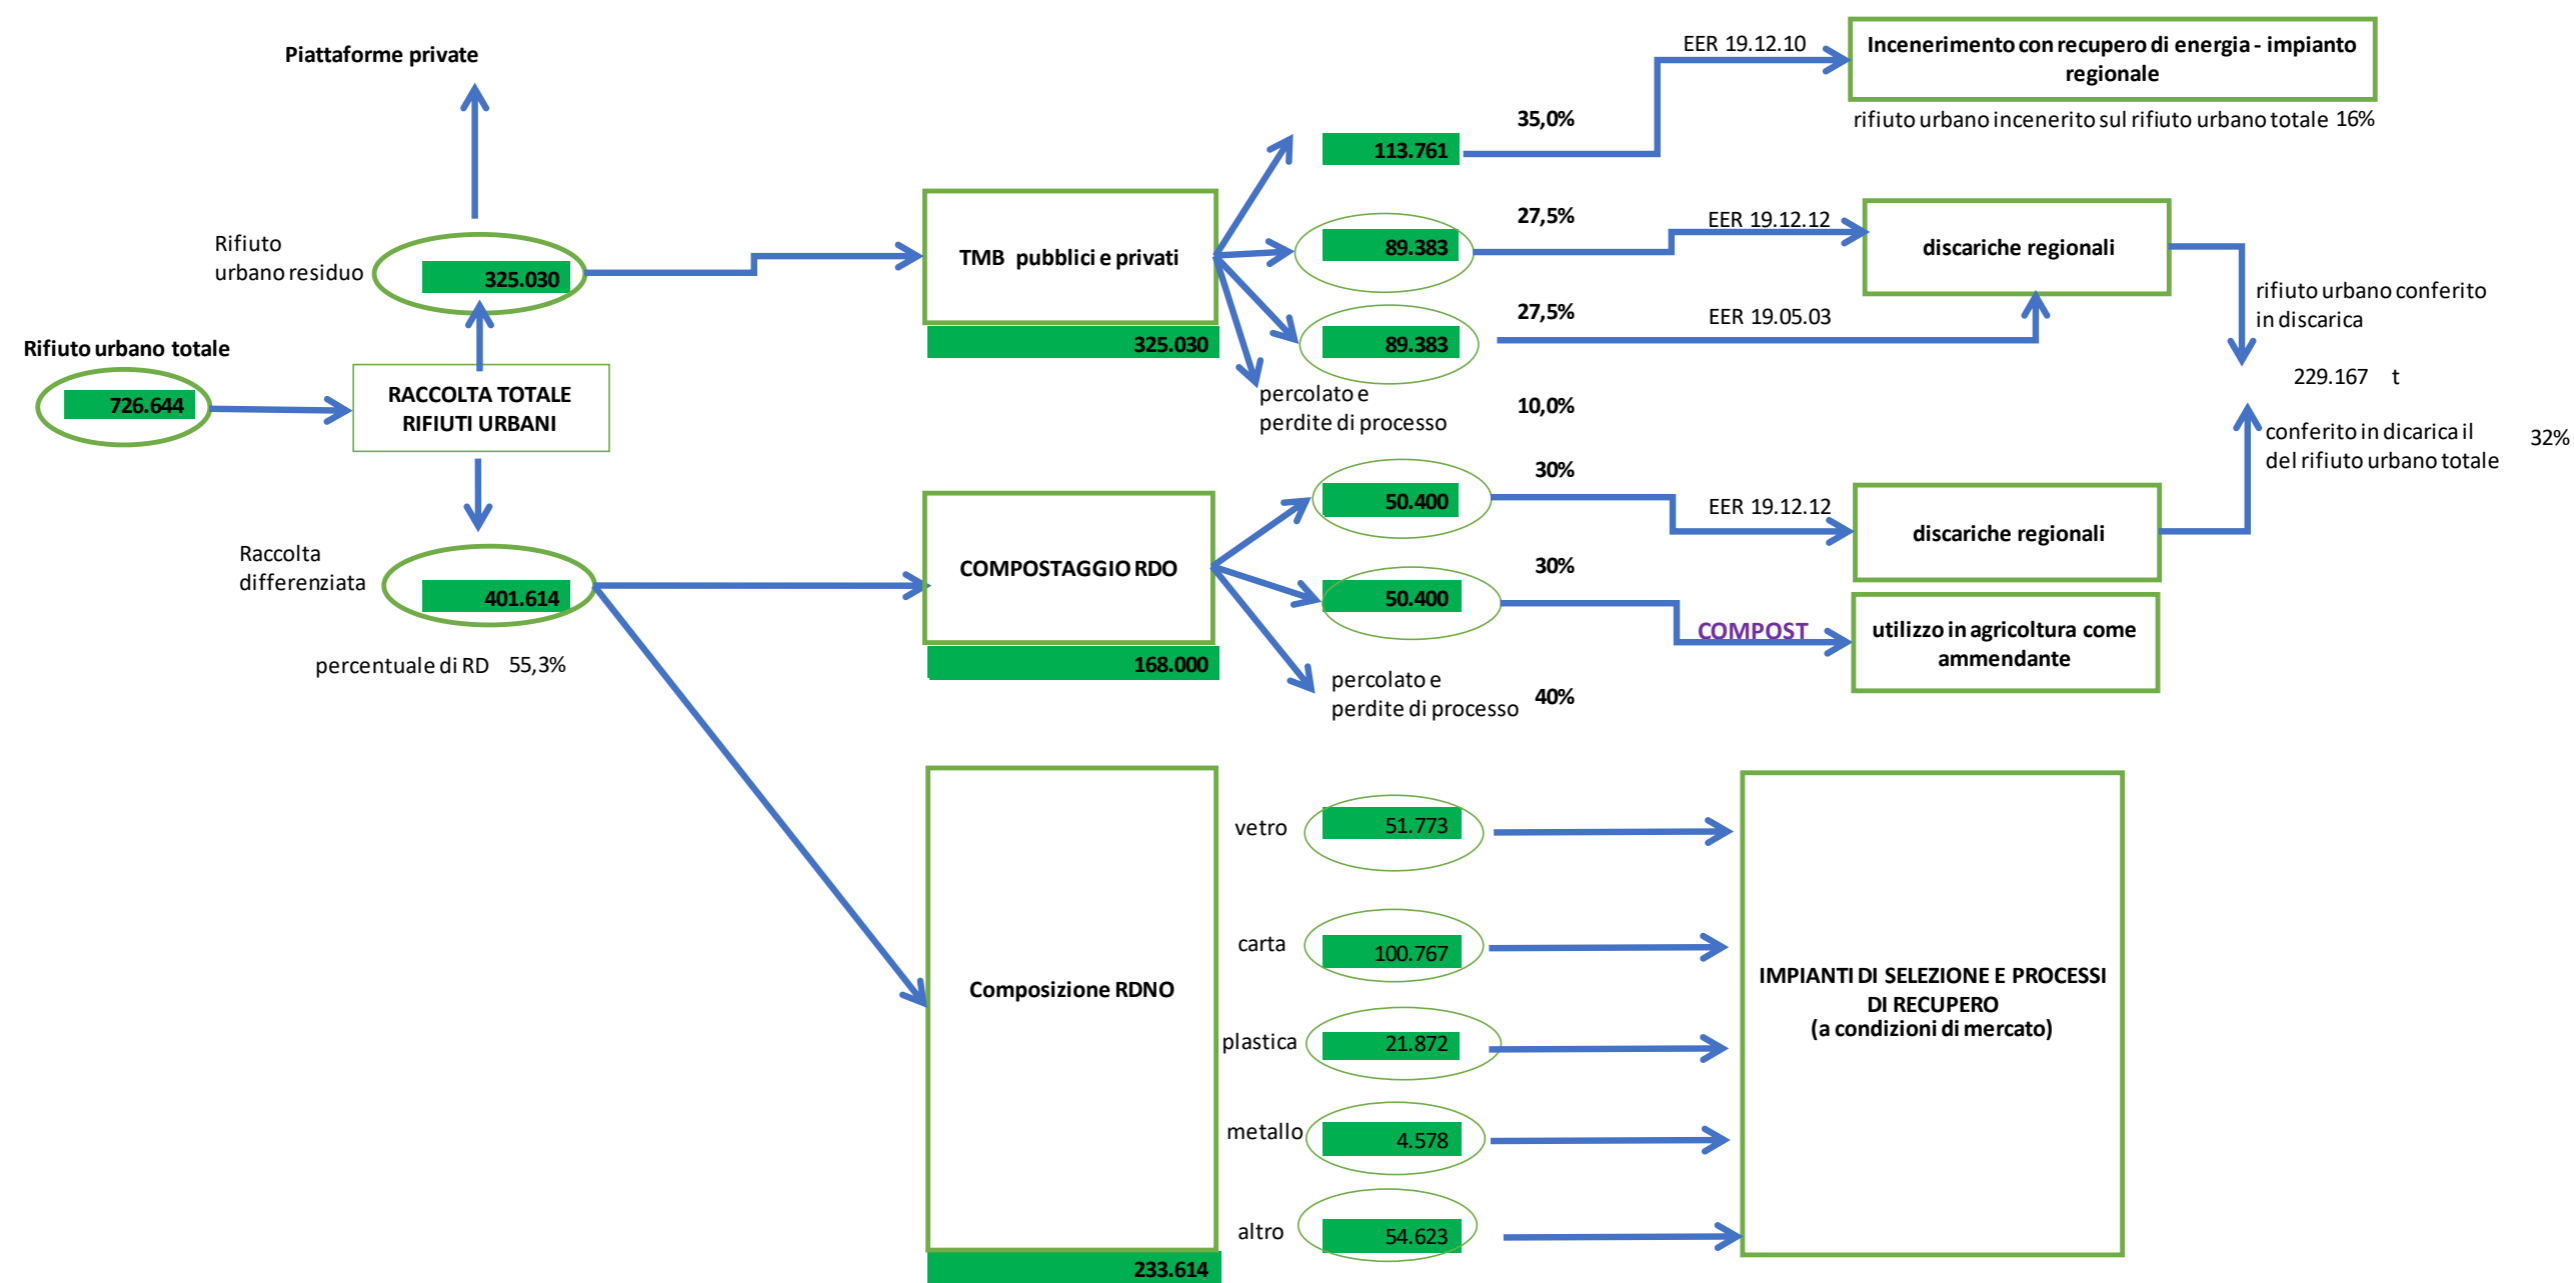 Piattaforme private
Rifiuto
urbano residuo
325.030
Rifiuto urbano totale
726.644
RACCOLTA TOTALE
RIFIUTI URBANI
Raccolta
differenziata
401.614
percentuale di RD 55,3%
TMB pubblici e privati
325.030
113.761
35,0%
EER 19.12.10
Incenerimento con recupero di energia - impianto
regionale
rifiuto urbano incenerito sul rifiuto urbano totale 16%
89.383
27,5%
EER 19.12.12
discariche regionali
89.383
27,5%
EER 19.05.03
percolato e
perdite di processo
10,0%
rifiuto urbano conferito
in discarica
229.167 t
conferito in dicarica il
del rifiuto urbano totale
32%
COMPOSTAGGIO RDO
168.000
50.400
30%
EER 19.12.12
discariche regionali
50.400
30%
COMPOST
utilizzo in agricoltura come
ammendante
percolato e
perdite di processo
40%
Composizione RDNO
233.614
vetro
51.773
carta
100.767
plastica
21.872
metallo
4.578
altro
54.623
IMPIANTI DI SELEZIONE E PROCESSI
DI RECUPERO
(a condizioni di mercato)